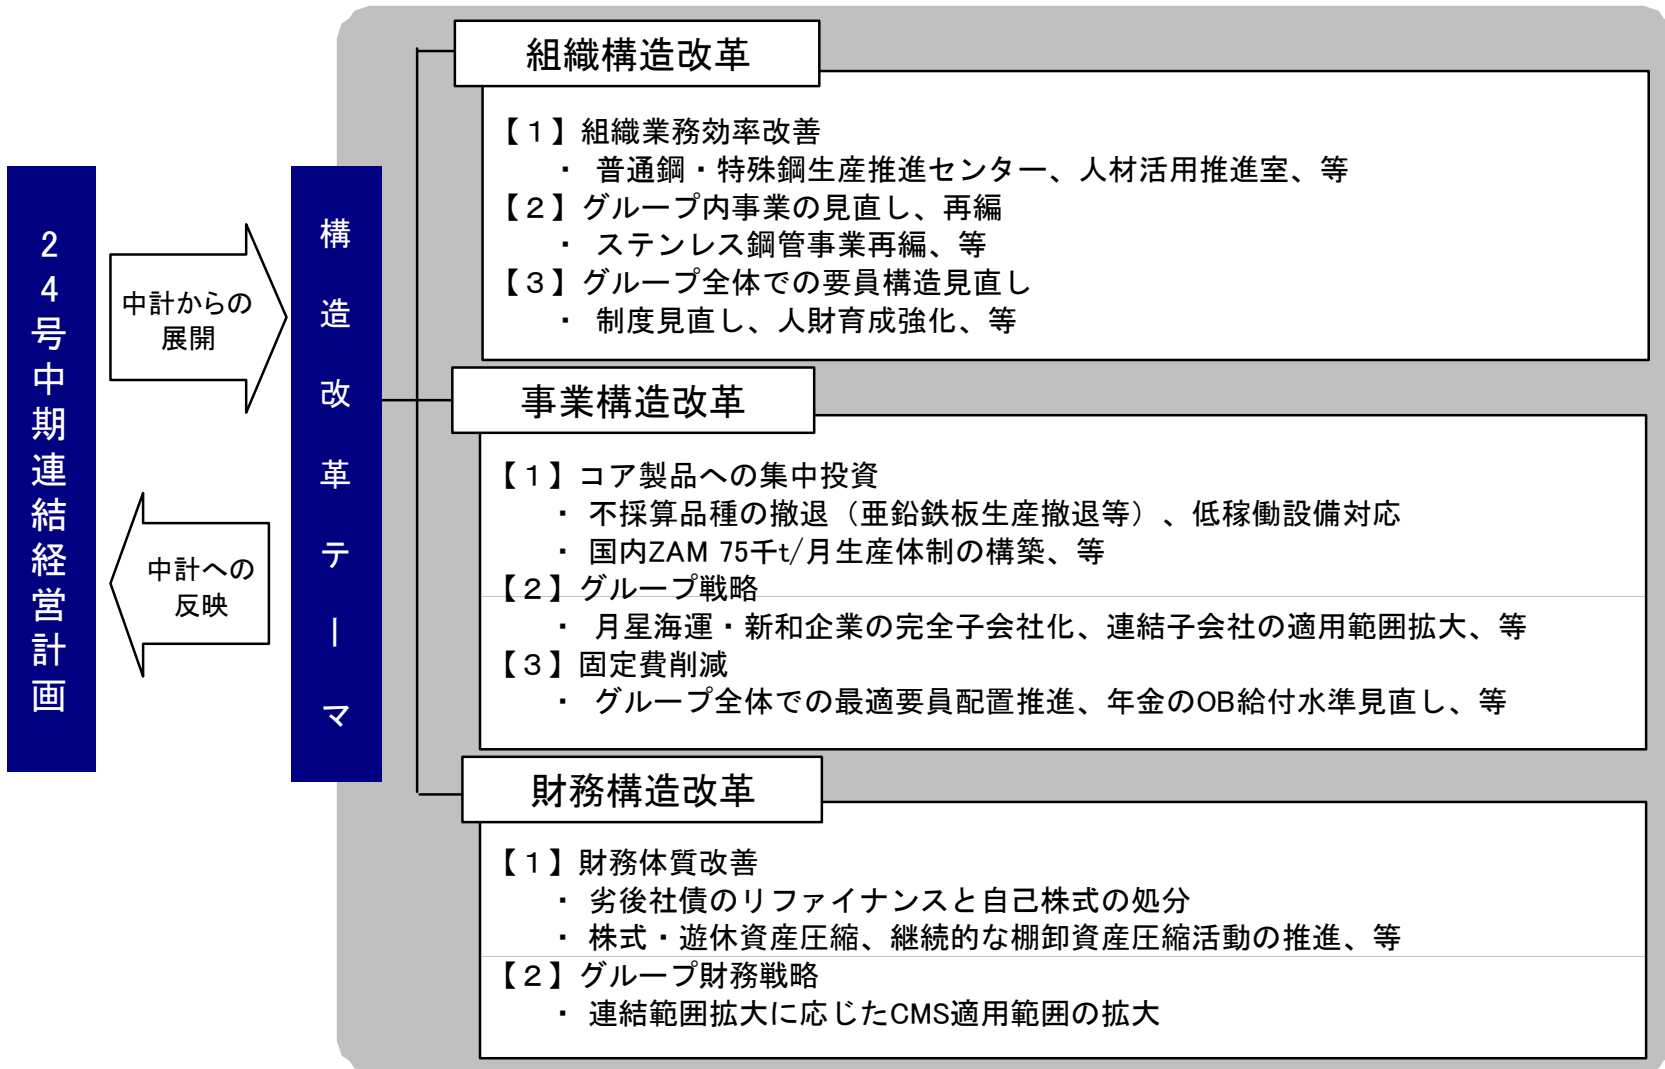 24号中期連結経営計画
中計からの
展開
中計への
反映
構造改革テーマ
組織構造改革
【1】組織業務効率改善
・ 普通鋼・特殊鋼生産推進センター、人材活用推進室、等
【2】グループ内事業の見直し、再編
・ ステンレス鋼管事業再編、等
【3】グループ全体での要員構造見直し
・ 制度見直し、人財育成強化、等
事業構造改革
【1】コア製品への集中投資
・ 不採算品種の撤退（亜鉛鉄板生産撤退等）、低稼働設備対応
・ 国内ZAM 75千t/月生産体制の構築、等
【2】グループ戦略
・ 月星海運・新和企業の完全子会社化、連結子会社の適用範囲拡大、等
【3】固定費削減
・ グループ全体での最適要員配置推進、年金のOB給付水準見直し、等
財務構造改革
【1】財務体質改善
・ 劣後社債のリファイナンスと自己株式の処分
・ 株式・遊休資産圧縮、継続的な棚卸資産圧縮活動の推進、等
【2】グループ財務戦略
・ 連結範囲拡大に応じたCMS適用範囲の拡大